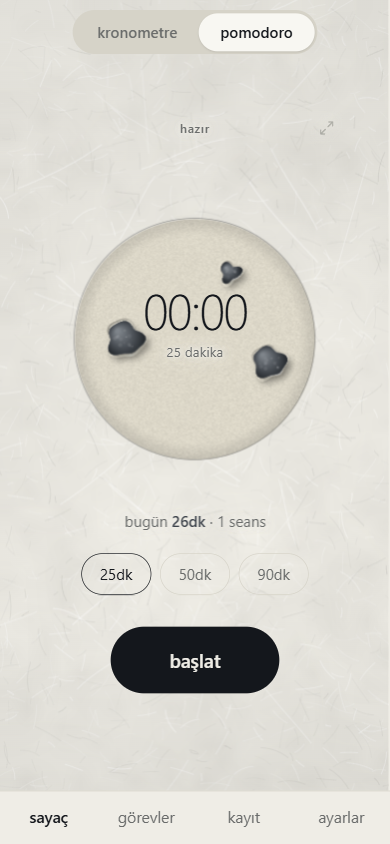 kronometre pomodoro
hazır
00:00
25 dakika
bugün 26dk · 1 seans
25dk 50dk 90dk
başlat
sayaç görevler kayıt ayarlar